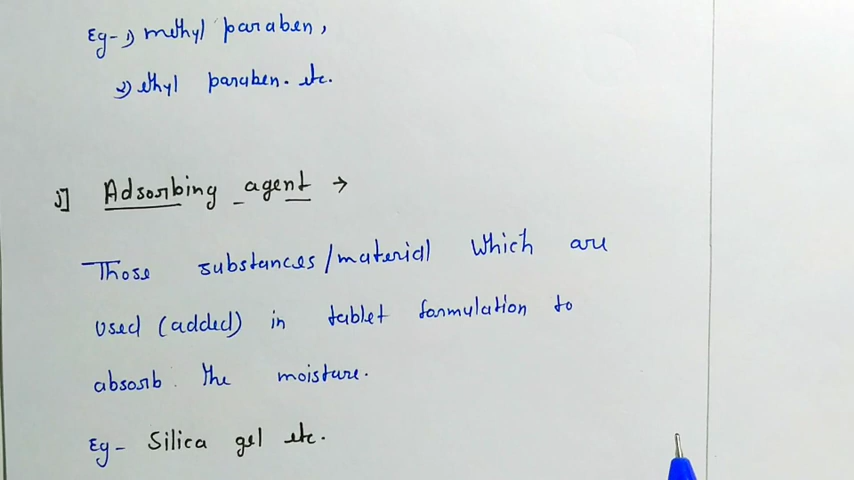 Eg- 1) methyl paraben,
2) ethyl paraben. etc.
j] Adsorbing agent →
Those substances/material which are
used (added) in tablet formulation to
absorb the moisture.
Eg- Silica gel etc.